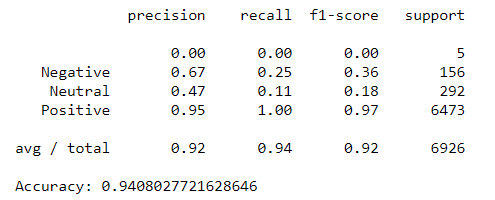 precision recall f1-score support
0.00 0.00 0.00 5
Negative 0.67 0.25 0.36 156
Neutral 0.47 0.11 0.18 292
Positive 0.95 1.00 0.97 6473
avg / total 0.92 0.94 0.92 6926
Accuracy: 0.9408027721628646